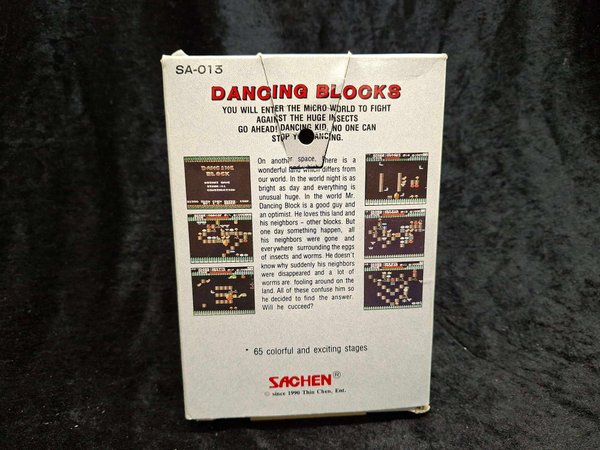 SA-013
DANCING BLOCKS
YOU WILL ENTER THE MICRO WORLD TO FIGHT
AGAINST THE HUGE INSECTS
GO AHEAD! DANCING KID, NO ONE CAN
STOP DANCING.
On another space, there is a
wonderful land which differs from
our world. In the world night is as
bright as day and everything is
unusual huge. In the world Mr.
Dancing Block is a good guy and
an optimist. He loves this land and
his neighbors - other blocks. But
one day something happen, all
his neighbors were gone and
everywhere surrounding the eggs
of insects and worms. He doesn't
know why suddenly his neighbors
were disappeared and a lot of
worms are fooling around on the
land. All of these confuse him so
he decided to find the answer.
Will he cucceed?
DANCING
BLOCK
* 65 colorful and exciting stages
SACHEN®
© since 1990 Thin Chen, Ent.